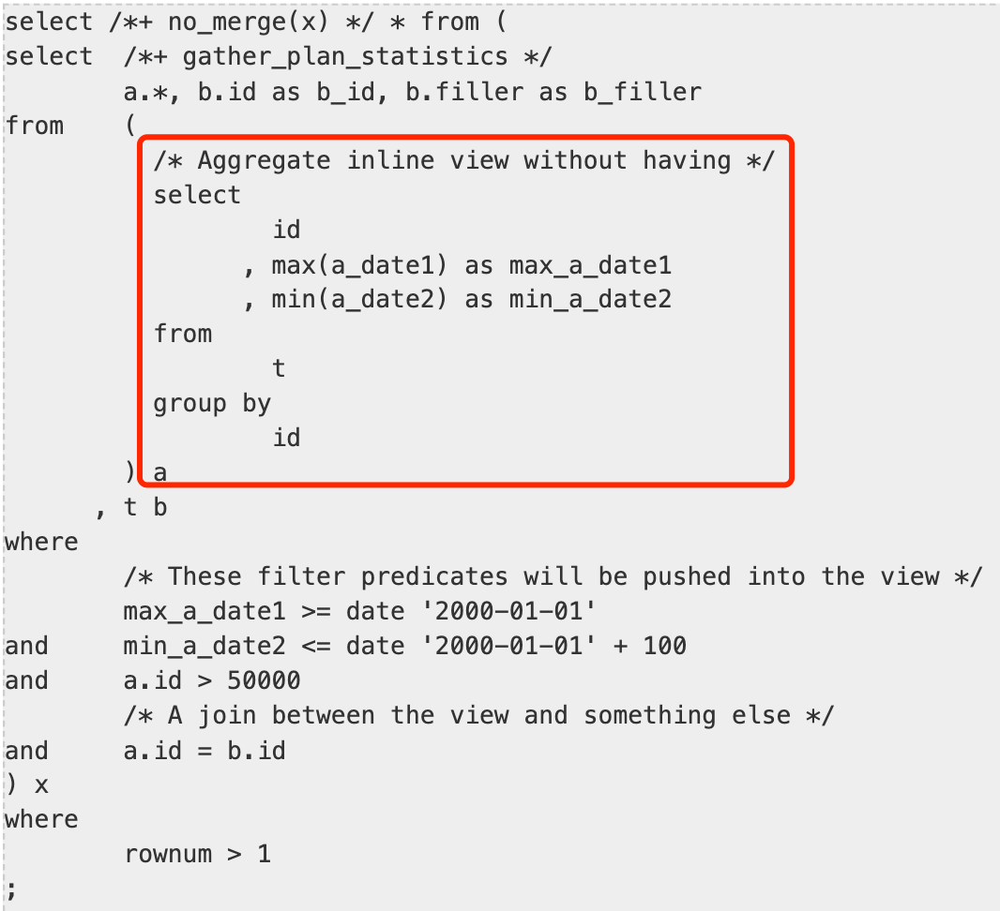 select /*+ no_merge(x) */ * from (
select  /*+ gather_plan_statistics */
        a.*, b.id as b_id, b.filler as b_filler
from    (
          /* Aggregate inline view without having */
          select
                  id
                , max(a_date1) as max_a_date1
                , min(a_date2) as min_a_date2
          from
                  t
          group by
                  id
        ) a
      , t b
where
        /* These filter predicates will be pushed into the view */
        max_a_date1 >= date '2000-01-01'
and     min_a_date2 <= date '2000-01-01' + 100
and     a.id > 50000
        /* A join between the view and something else */
and     a.id = b.id
) x
where
        rownum > 1
;